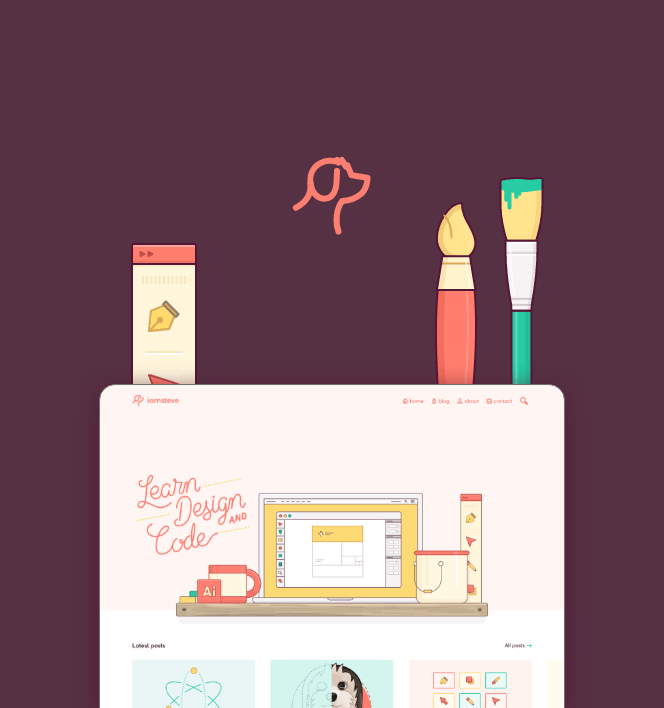 iamsteve
home blog about contact
Learn
Design
AND
Code
Ai
Latest posts
All posts →